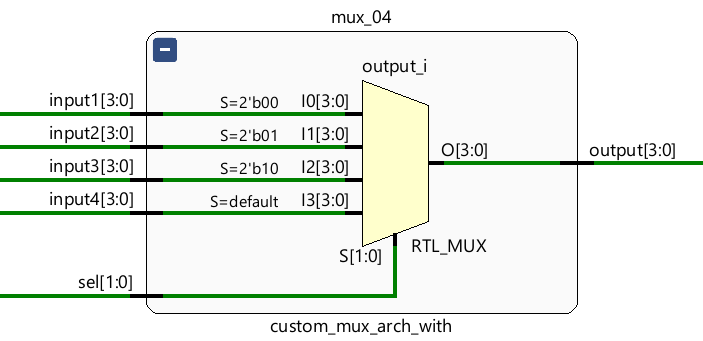 mux_04
output_i
input1[3:0] S=2'b00 I0[3:0]
input2[3:0] S=2'b01 I1[3:0]
input3[3:0] S=2'b10 I2[3:0]
input4[3:0] S=default I3[3:0]
O[3:0] output[3:0]
S[1:0] RTL_MUX
sel[1:0]
custom_mux_arch_with